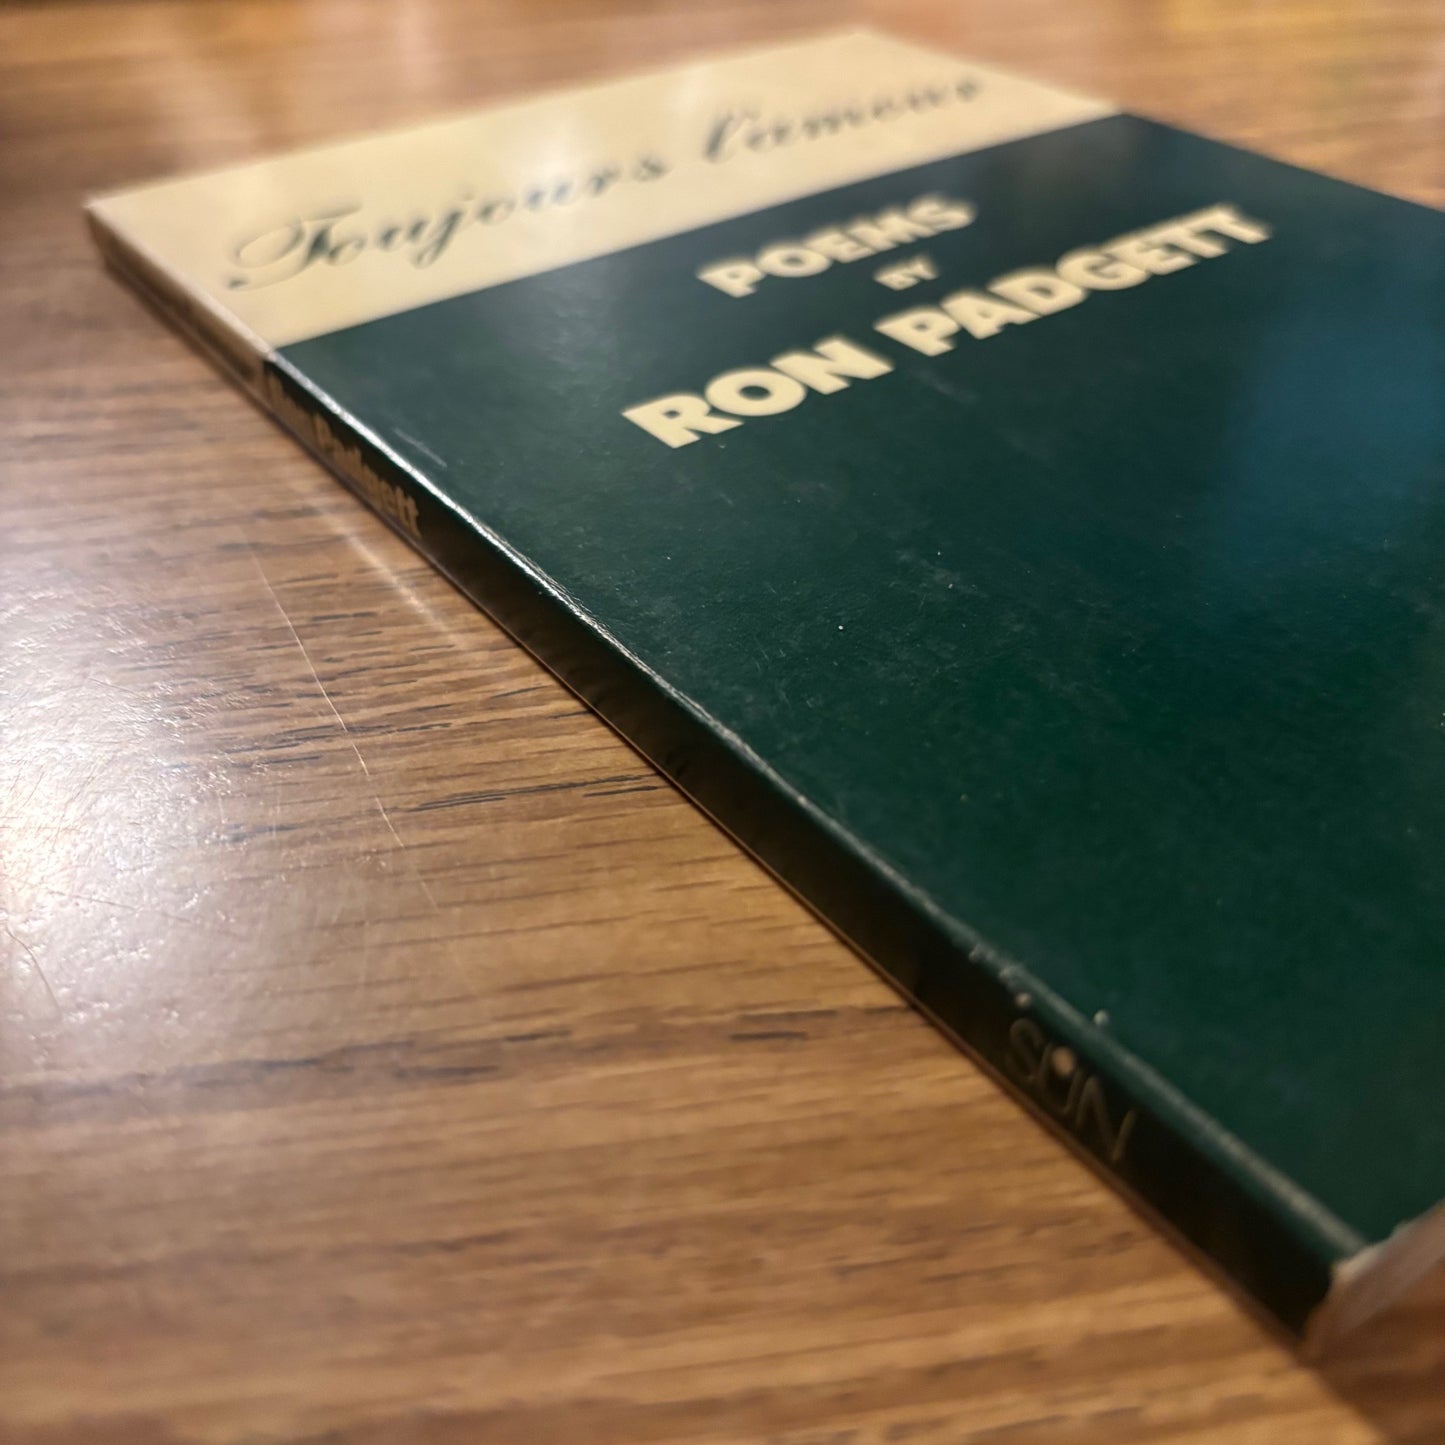 Toujours l'amour
POEMS
BY
RON PADGETT
Ron Padgett
SUN